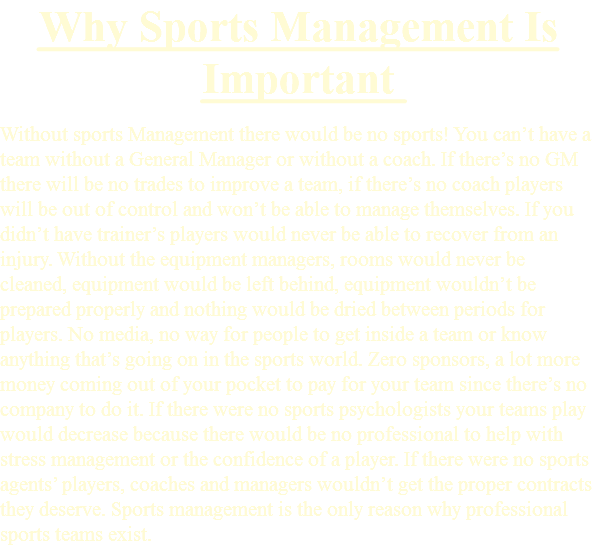 Why Sports Management Is
Important
Without sports Management there would be no sports! You can't have a
team without a General Manager or without a coach. If there's no GM
there will be no trades to improve a team, if there's no coach players
will be out of control and won't be able to manage themselves. If you
didn't have trainer's players would never be able to recover from an
injury. Without the equipment managers, rooms would never be
cleaned, equipment would be left behind, equipment wouldn't be
prepared properly and nothing would be dried between periods for
players. No media, no way for people to get inside a team or know
anything that's going on in the sports world. Zero sponsors, a lot more
money coming out of your pocket to pay for your team since there's no
company to do it. If there were no sports psychologists your teams play
would decrease because there would be no professional to help with
stress management or the confidence of a player. If there were no sports
agents' players, coaches and managers wouldn't get the proper contracts
they deserve. Sports management is the only reason why professional
sports teams exist.